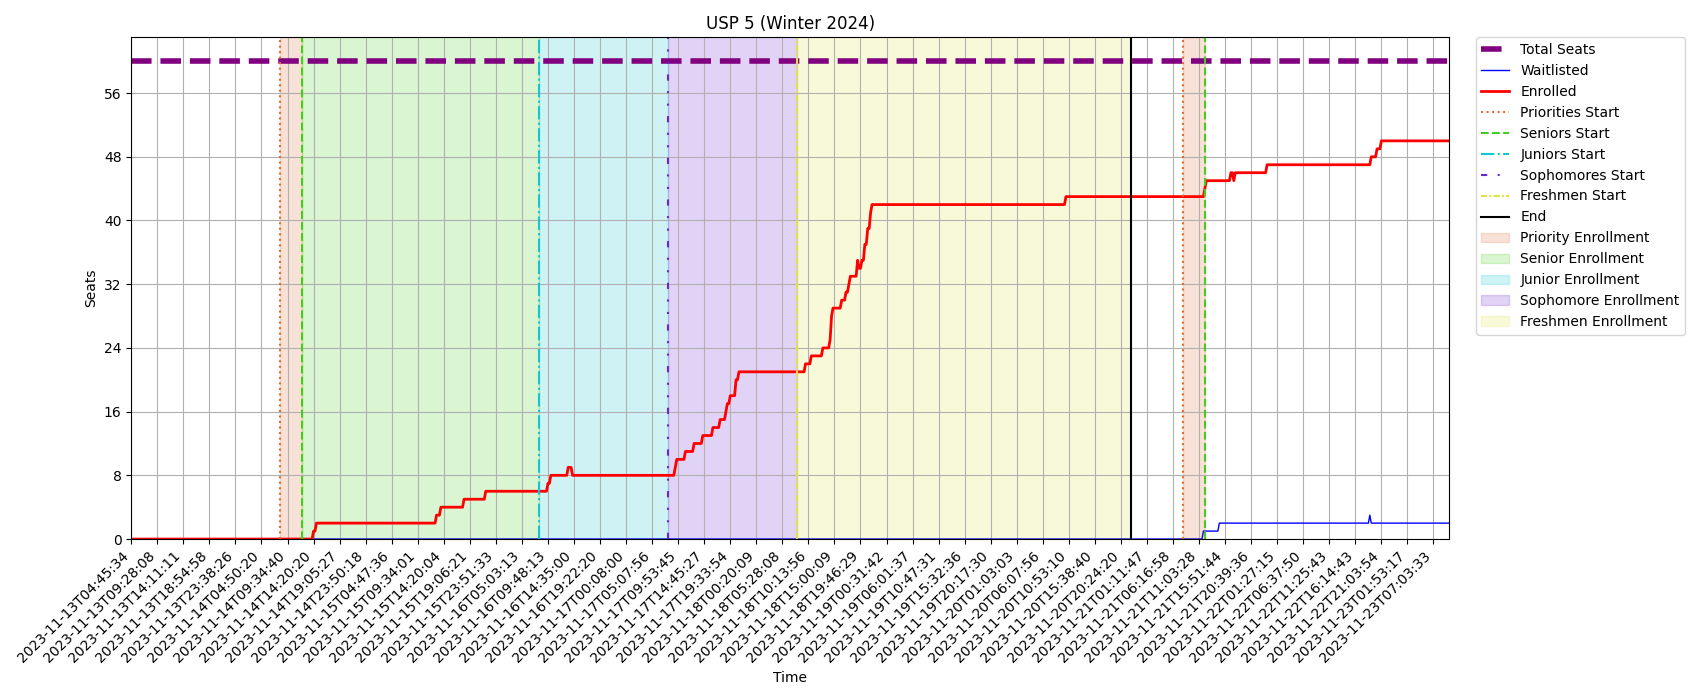 USP 5 (Winter 2024)
Seats
56
48
40
32
24
16
8
0
2023-11-13T04:45:34
2023-11-13T09:28:08
2023-11-13T14:11:11
2023-11-13T18:54:58
2023-11-13T23:38:26
2023-11-14T04:50:20
2023-11-14T09:34:40
2023-11-14T14:20:20
2023-11-14T19:05:27
2023-11-14T23:50:18
2023-11-15T04:47:36
2023-11-15T09:34:01
2023-11-15T14:20:04
2023-11-15T19:06:21
2023-11-15T23:51:33
2023-11-16T05:03:13
2023-11-16T09:48:13
2023-11-16T14:35:00
2023-11-16T19:22:20
2023-11-17T00:08:00
2023-11-17T05:07:56
2023-11-17T09:53:45
2023-11-17T14:45:27
2023-11-17T19:33:54
2023-11-18T00:20:09
2023-11-18T05:28:08
2023-11-18T10:13:56
2023-11-18T15:00:09
2023-11-18T19:46:29
2023-11-19T00:31:42
2023-11-19T06:01:37
2023-11-19T10:47:31
2023-11-19T15:32:36
2023-11-19T20:17:30
2023-11-20T01:03:03
2023-11-20T06:07:56
2023-11-20T10:53:10
2023-11-20T15:38:40
2023-11-20T20:24:20
2023-11-21T01:11:47
2023-11-21T06:16:58
2023-11-21T11:03:28
2023-11-21T15:51:44
2023-11-21T20:39:36
2023-11-22T01:27:15
2023-11-22T06:37:50
2023-11-22T11:25:43
2023-11-22T16:14:43
2023-11-22T21:03:54
2023-11-23T01:53:17
2023-11-23T07:03:33
Time
Total Seats
Waitlisted
Enrolled
Priorities Start
Seniors Start
Juniors Start
Sophomores Start
Freshmen Start
End
Priority Enrollment
Senior Enrollment
Junior Enrollment
Sophomore Enrollment
Freshmen Enrollment